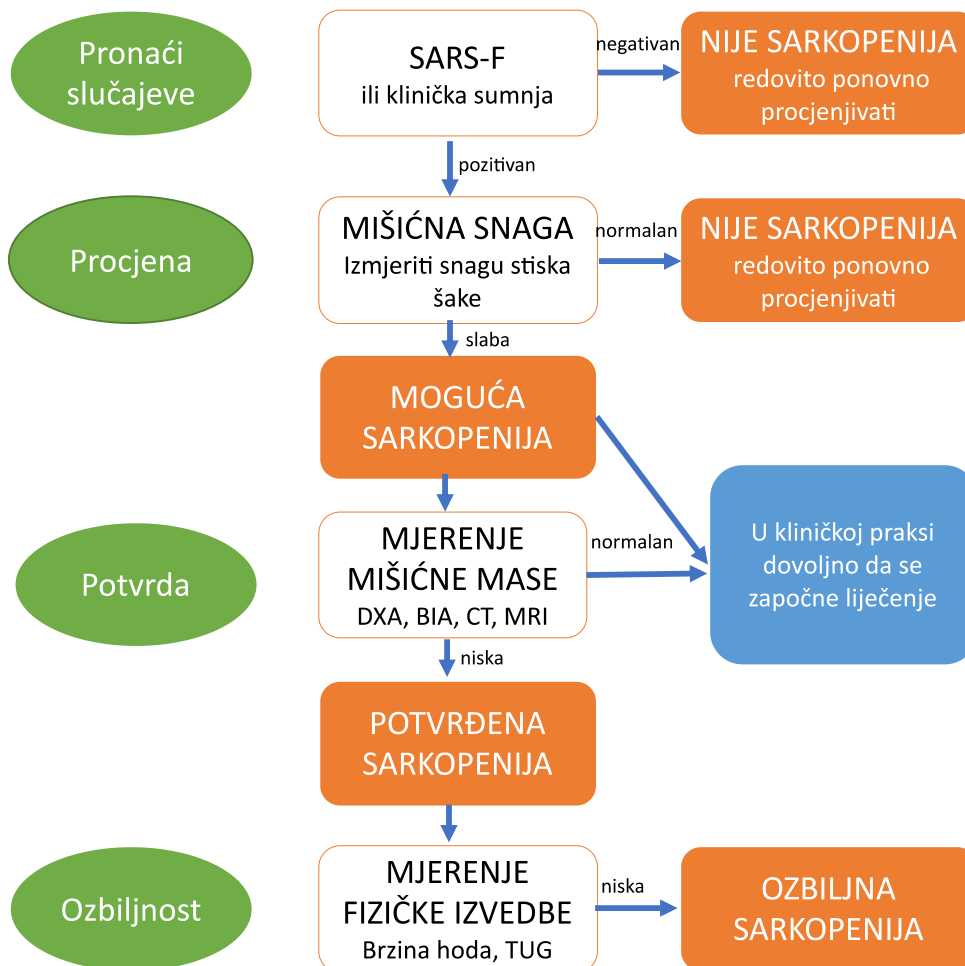 Pronaći
slučajeve
SARS-F
ili klinička sumnja
negativan
NIJE SARKOPENIJA
redovito ponovno
procjenjivati
pozitivan
Procjena
MIŠIĆNA SNAGA
Izmjeriti snagu stiska
šake
normalan
NIJE SARKOPENIJA
redovito ponovno
procjenjivati
slaba
MOGUĆA
SARKOPENIJA
Potvrda
MJERENJE
MIŠIĆNE MASE
DXA, BIA, CT, MRI
normalan
U kliničkoj praksi
dovoljno da se
započne liječenje
niska
POTVRĐENA
SARKOPENIJA
Ozbiljnost
MJERENJE
FIZIČKE IZVEDBE
Brzina hoda, TUG
niska
OZBILJNA
SARKOPENIJA